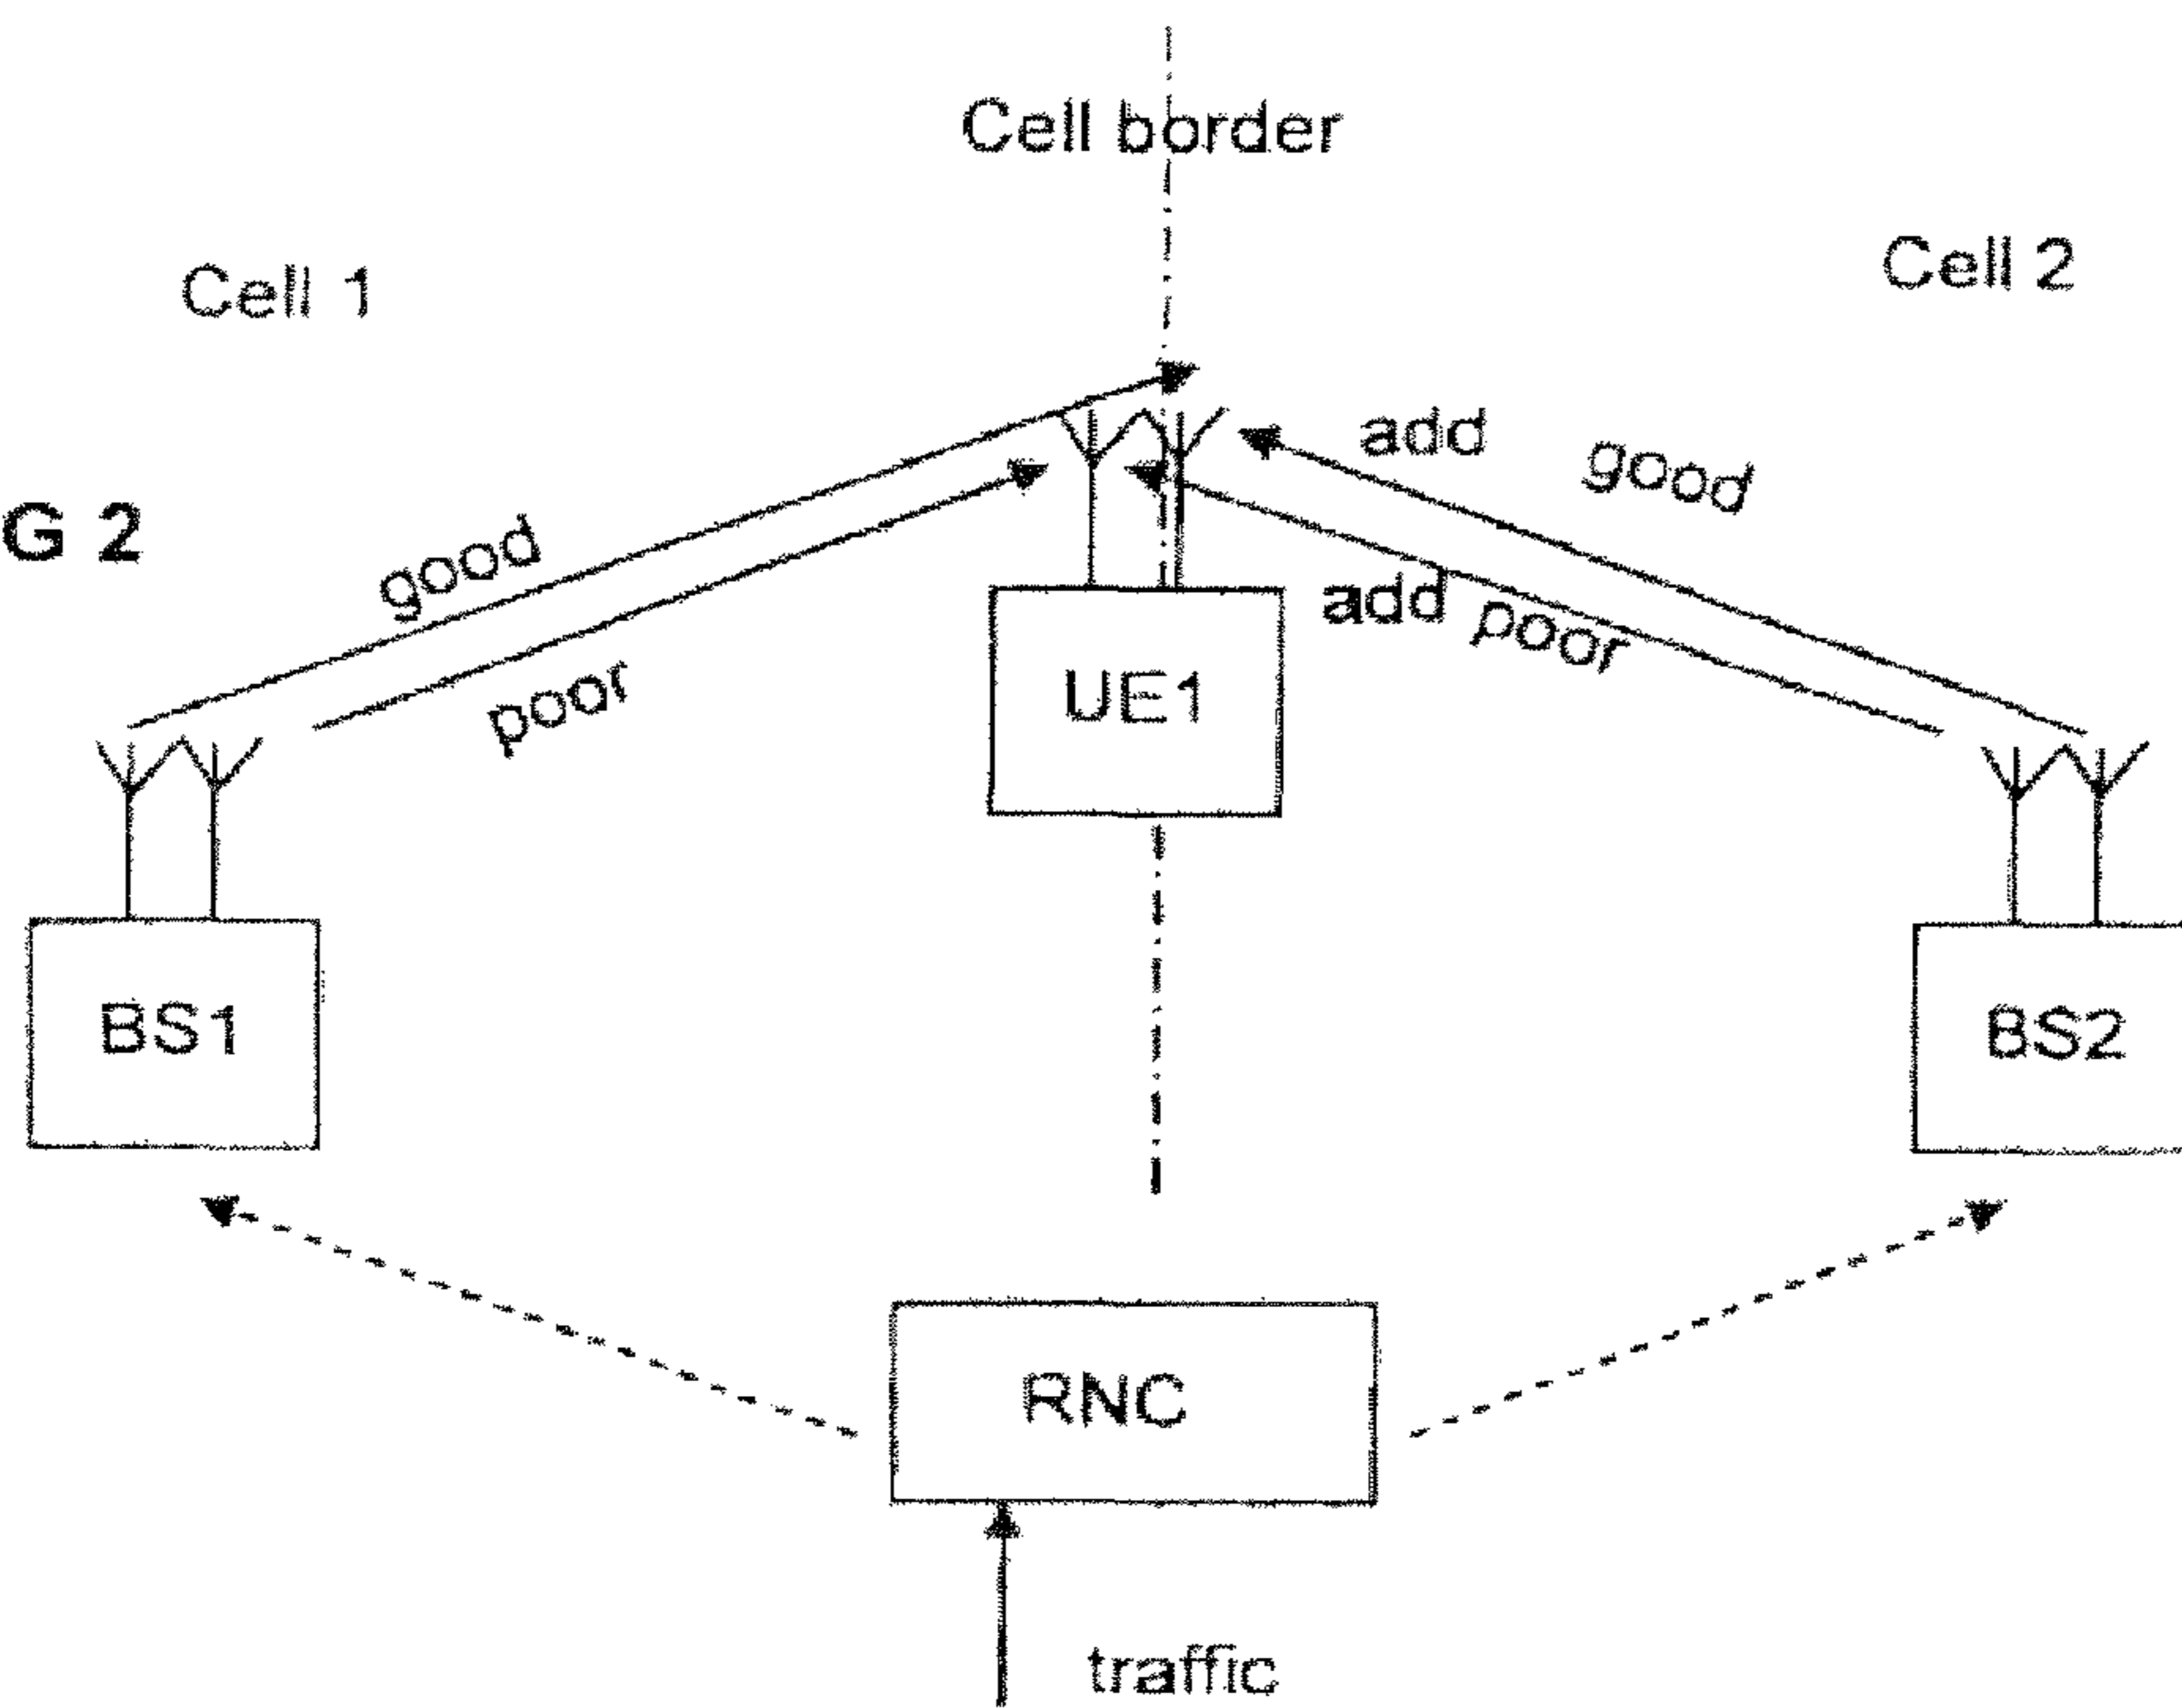 Cell border
Cell 1
Cell 2
add good
G 2
good
add poor
poor
UE1
BS1
BS2
RNC
traffic